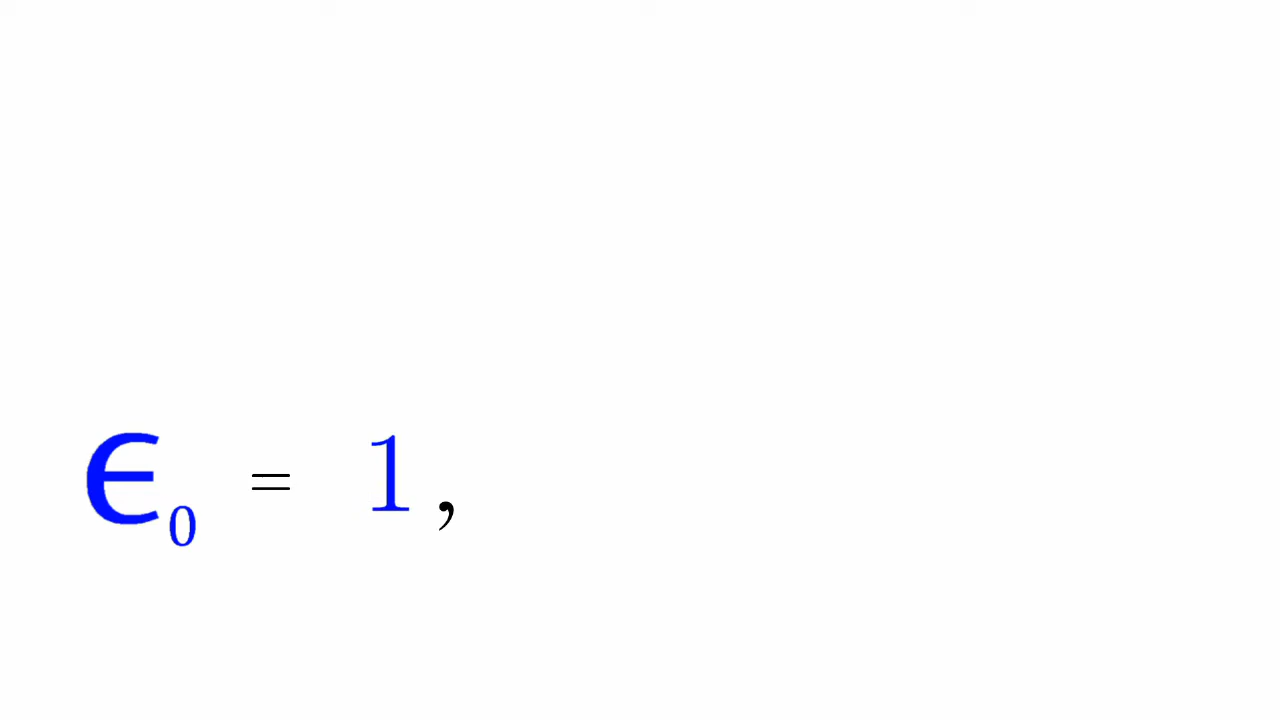 ϵ₀ = 1,